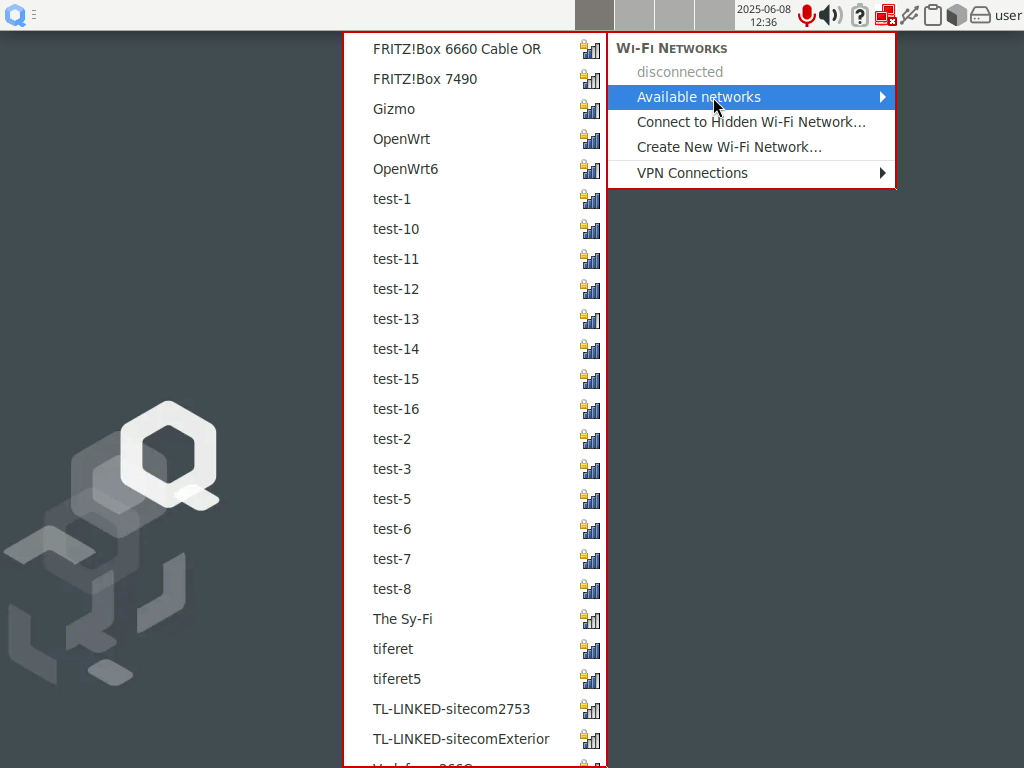 2025-06-08
12:36
user
FRITZ!Box 6660 Cable OR
FRITZ!Box 7490
Gizmo
OpenWrt
OpenWrt6
test-1
test-10
test-11
test-12
test-13
test-14
test-15
test-16
test-2
test-3
test-5
test-6
test-7
test-8
The Sy-Fi
tiferet
tiferet5
TL-LINKED-sitecom2753
TL-LINKED-sitecomExterior
Wi-Fi Networks
disconnected
Available networks
Connect to Hidden Wi-Fi Network...
Create New Wi-Fi Network...
VPN Connections